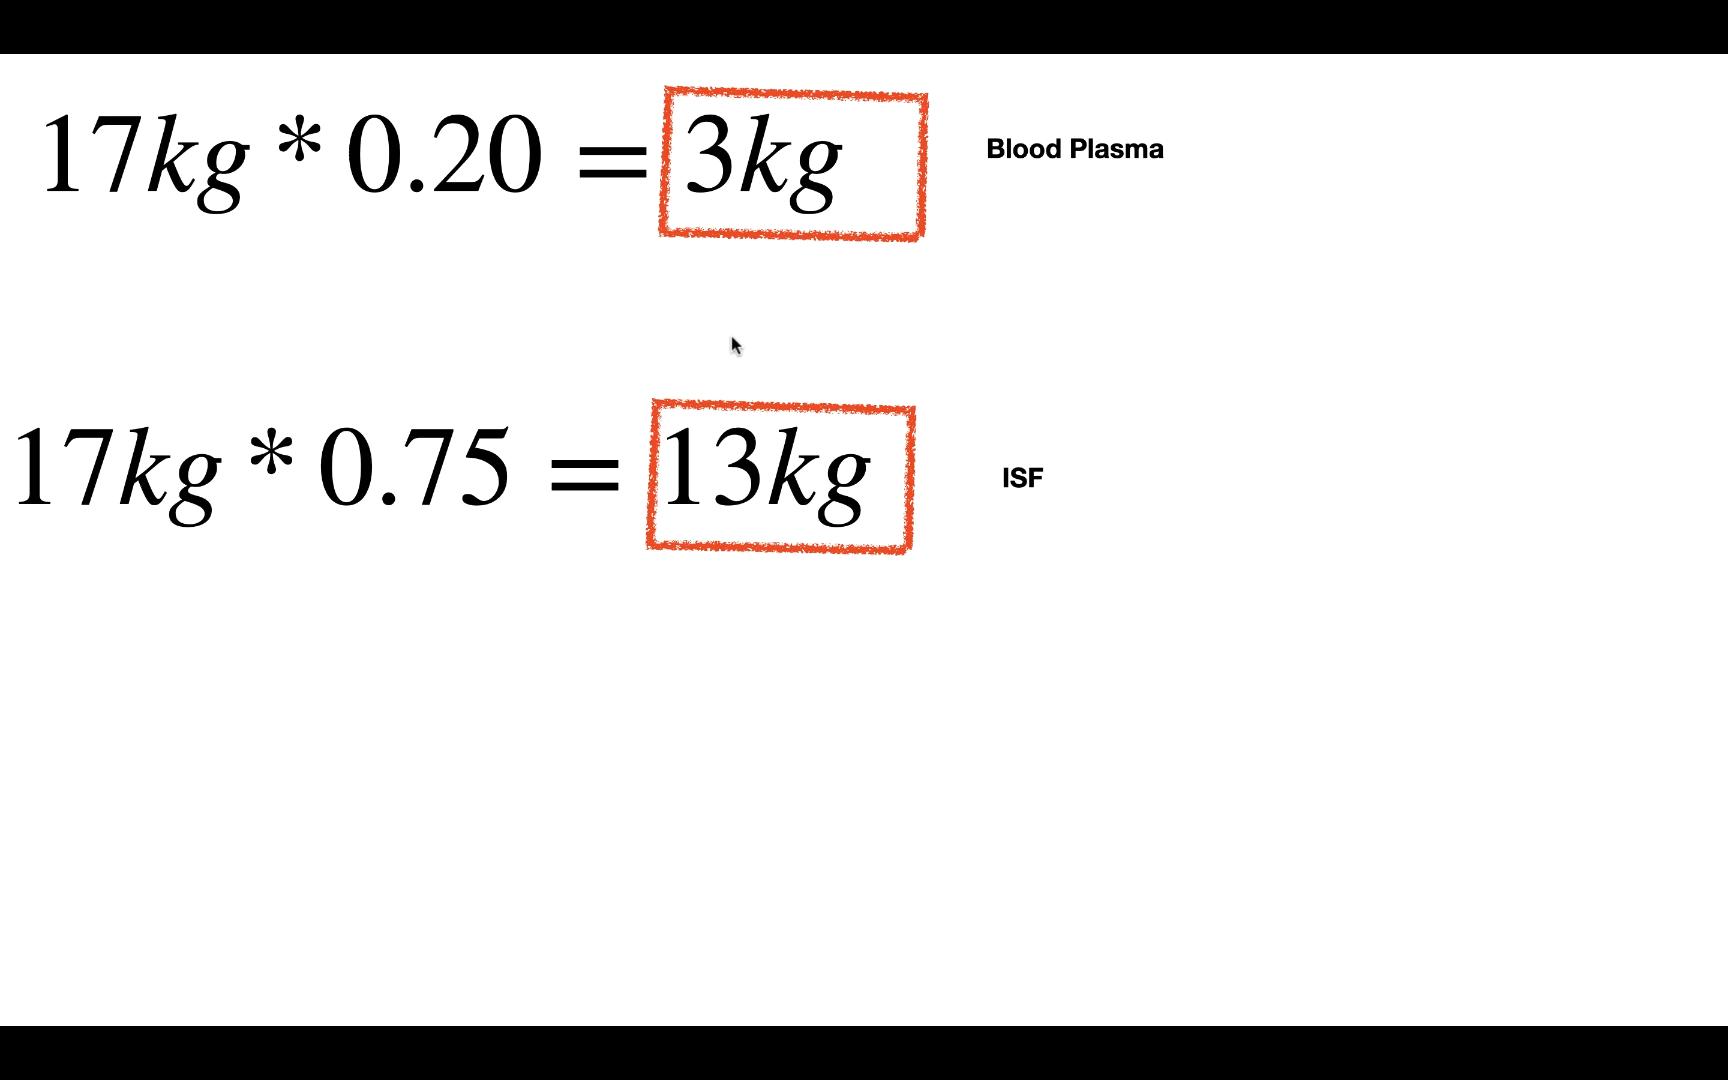 17kg * 0.20 = 3kg
Blood Plasma
17kg * 0.75 = 13kg
ISF